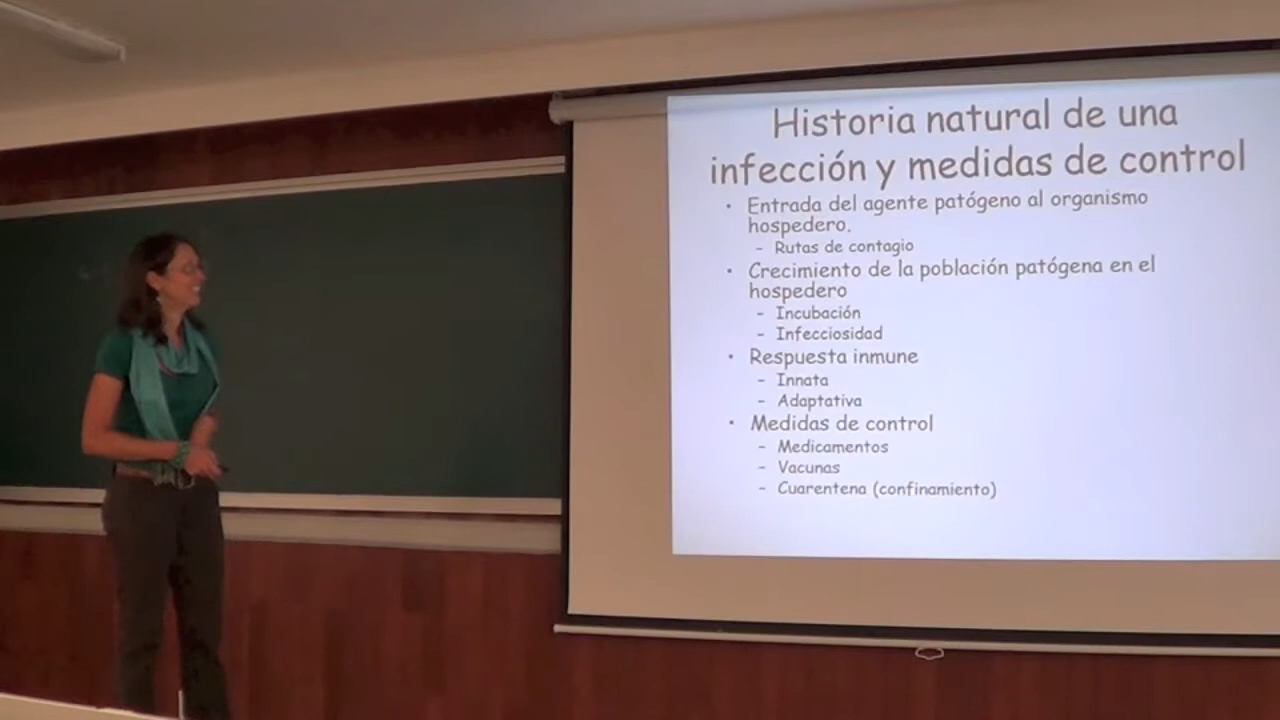 Historia natural de una
infección y medidas de control
• Entrada del agente patógeno al organismo
hospedero.
– Rutas de contagio
• Crecimiento de la población patógena en el
hospedero
– Incubación
– Infecciosidad
• Respuesta inmune
– Innata
– Adaptativa
• Medidas de control
– Medicamentos
– Vacunas
– Cuarentena (confinamiento)